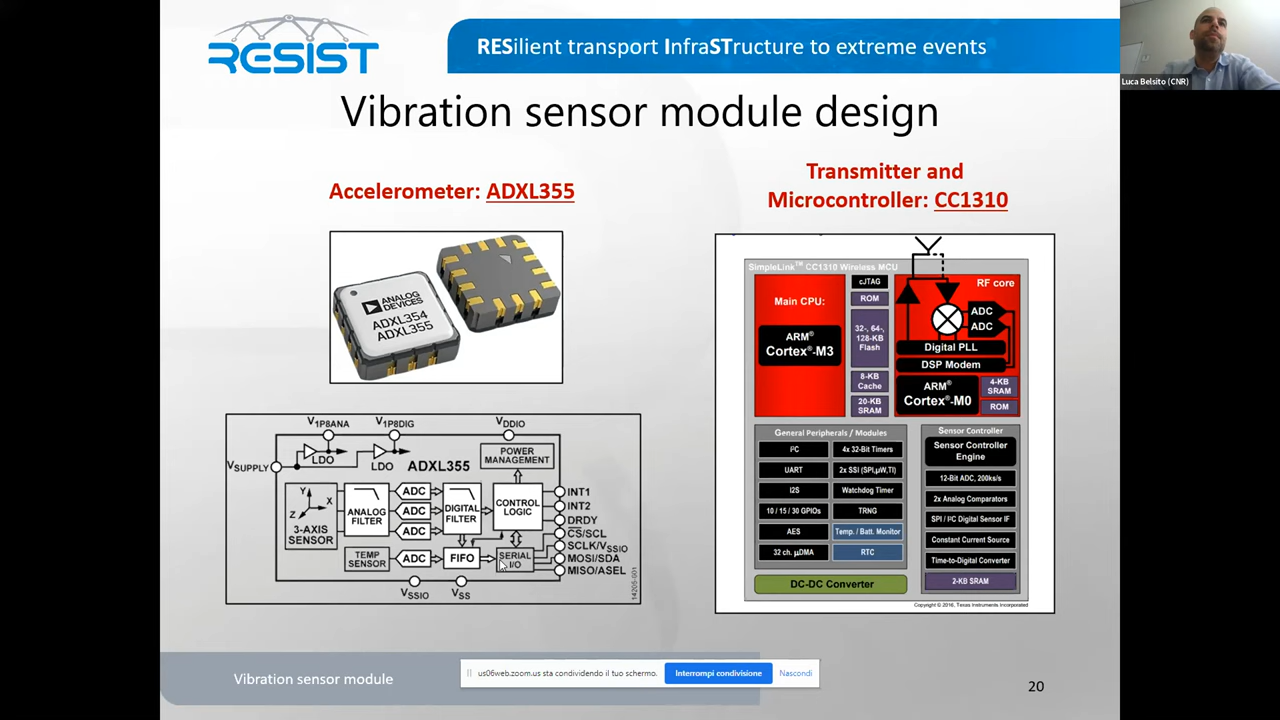 RESIST
RESilient transport InfraSTructure to extreme events
Luca Belsito (CNR)
Vibration sensor module design
Accelerometer: ADXL355
Transmitter and
Microcontroller: CC1310
ANALOG
DEVICES
ADXL354
ADXL355
V1P8ANA
V1P8DIG
VDDIO
VSUPPLY
LDO
LDO
ADXL355
POWER
MANAGEMENT
Y
X
Z
3-AXIS
SENSOR
ANALOG
FILTER
ADC
ADC
ADC
DIGITAL
FILTER
CONTROL
LOGIC
TEMP
SENSOR
ADC
FIFO
SERIAL
I/O
INT1
INT2
DRDY
CS/SCL
SCLK/VSSIO
MOSI/SDA
MISO/ASEL
VSSIO
VSS
14205-001
SimpleLink™ CC1310 Wireless MCU
Main CPU:
ARM®
Cortex®-M3
cJTAG
ROM
32-, 64-,
128-KB
Flash
8-KB
Cache
20-KB
SRAM
RF core
ADC
ADC
Digital PLL
DSP Modem
ARM®
Cortex®-M0
4-KB
SRAM
ROM
General Peripherals / Modules
I²C
4x 32-Bit Timers
UART
2x SSI (SPI,µW,TI)
I2S
Watchdog Timer
10 / 15 / 30 GPIOs
TRNG
AES
Temp. / Batt. Monitor
32 ch. µDMA
RTC
DC-DC Converter
Sensor Controller
Sensor Controller
Engine
12-Bit ADC, 200ks/s
2x Analog Comparators
SPI / I²C Digital Sensor IF
Constant Current Source
Time-to-Digital Converter
2-KB SRAM
Copyright © 2016, Texas Instruments Incorporated
Vibration sensor module
us06web.zoom.us sta condividendo il tuo schermo.
Interrompi condivisione
Nascondi
20